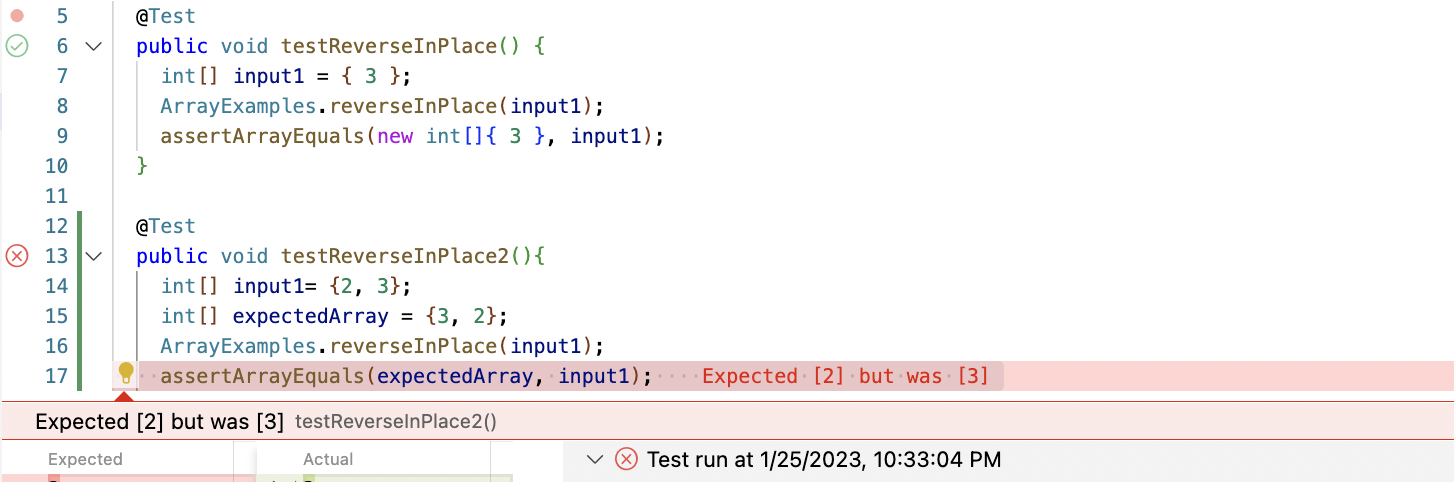 5 @Test
6 public void testReverseInPlace() {
7 int[] input1 = { 3 };
8 ArrayExamples.reverseInPlace(input1);
9 assertArrayEquals(new int[]{ 3 }, input1);
10 }
11
12 @Test
13 public void testReverseInPlace2(){
14 int[] input1= {2, 3};
15 int[] expectedArray = {3, 2};
16 ArrayExamples.reverseInPlace(input1);
17 assertArrayEquals(expectedArray, input1); Expected [2] but was [3]
Expected [2] but was [3] testReverseInPlace2()
Expected Actual Test run at 1/25/2023, 10:33:04 PM